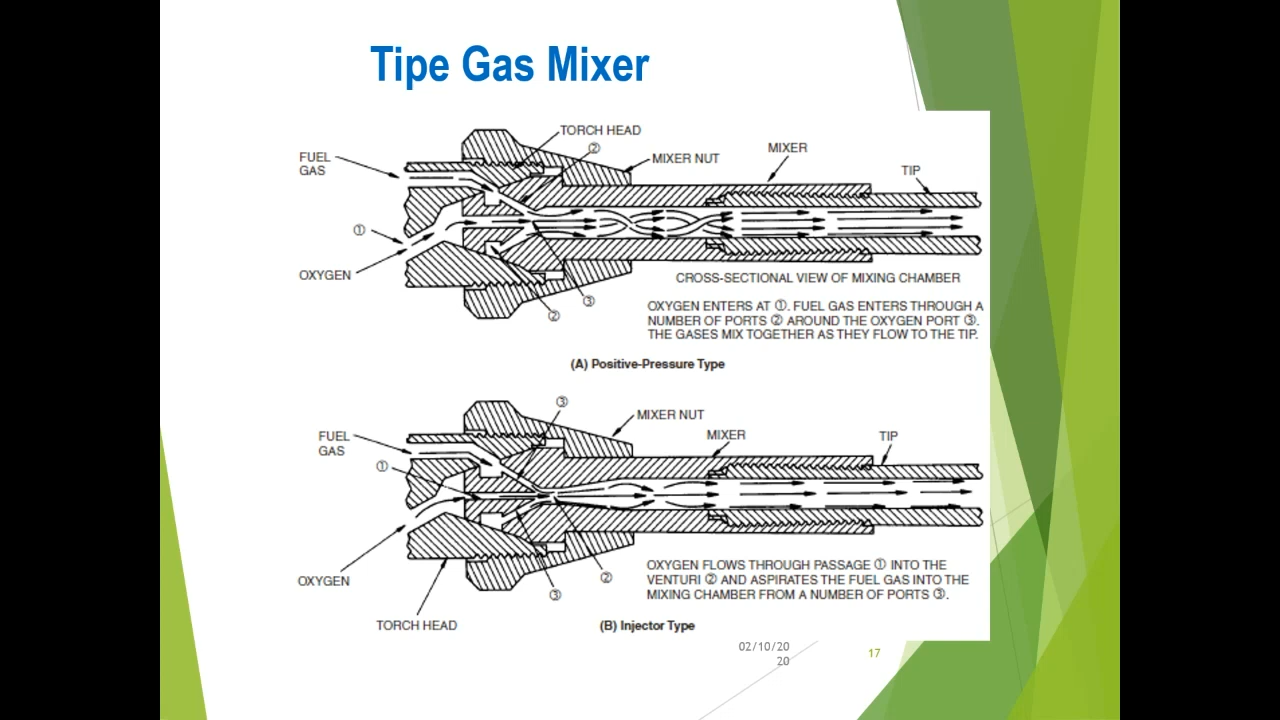 Tipe Gas Mixer
TORCH HEAD
②
FUEL
GAS
MIXER NUT
MIXER
TIP
①
OXYGEN
③
②
CROSS-SECTIONAL VIEW OF MIXING CHAMBER
OXYGEN ENTERS AT ①. FUEL GAS ENTERS THROUGH A
NUMBER OF PORTS ② AROUND THE OXYGEN PORT ③.
THE GASES MIX TOGETHER AS THEY FLOW TO THE TIP.
(A) Positive-Pressure Type
③
MIXER NUT
FUEL
GAS
MIXER
TIP
①
OXYGEN
②
③
TORCH HEAD
OXYGEN FLOWS THROUGH PASSAGE ① INTO THE
VENTURI ② AND ASPIRATES THE FUEL GAS INTO THE
MIXING CHAMBER FROM A NUMBER OF PORTS ③.
(B) Injector Type
02/10/20
20
17